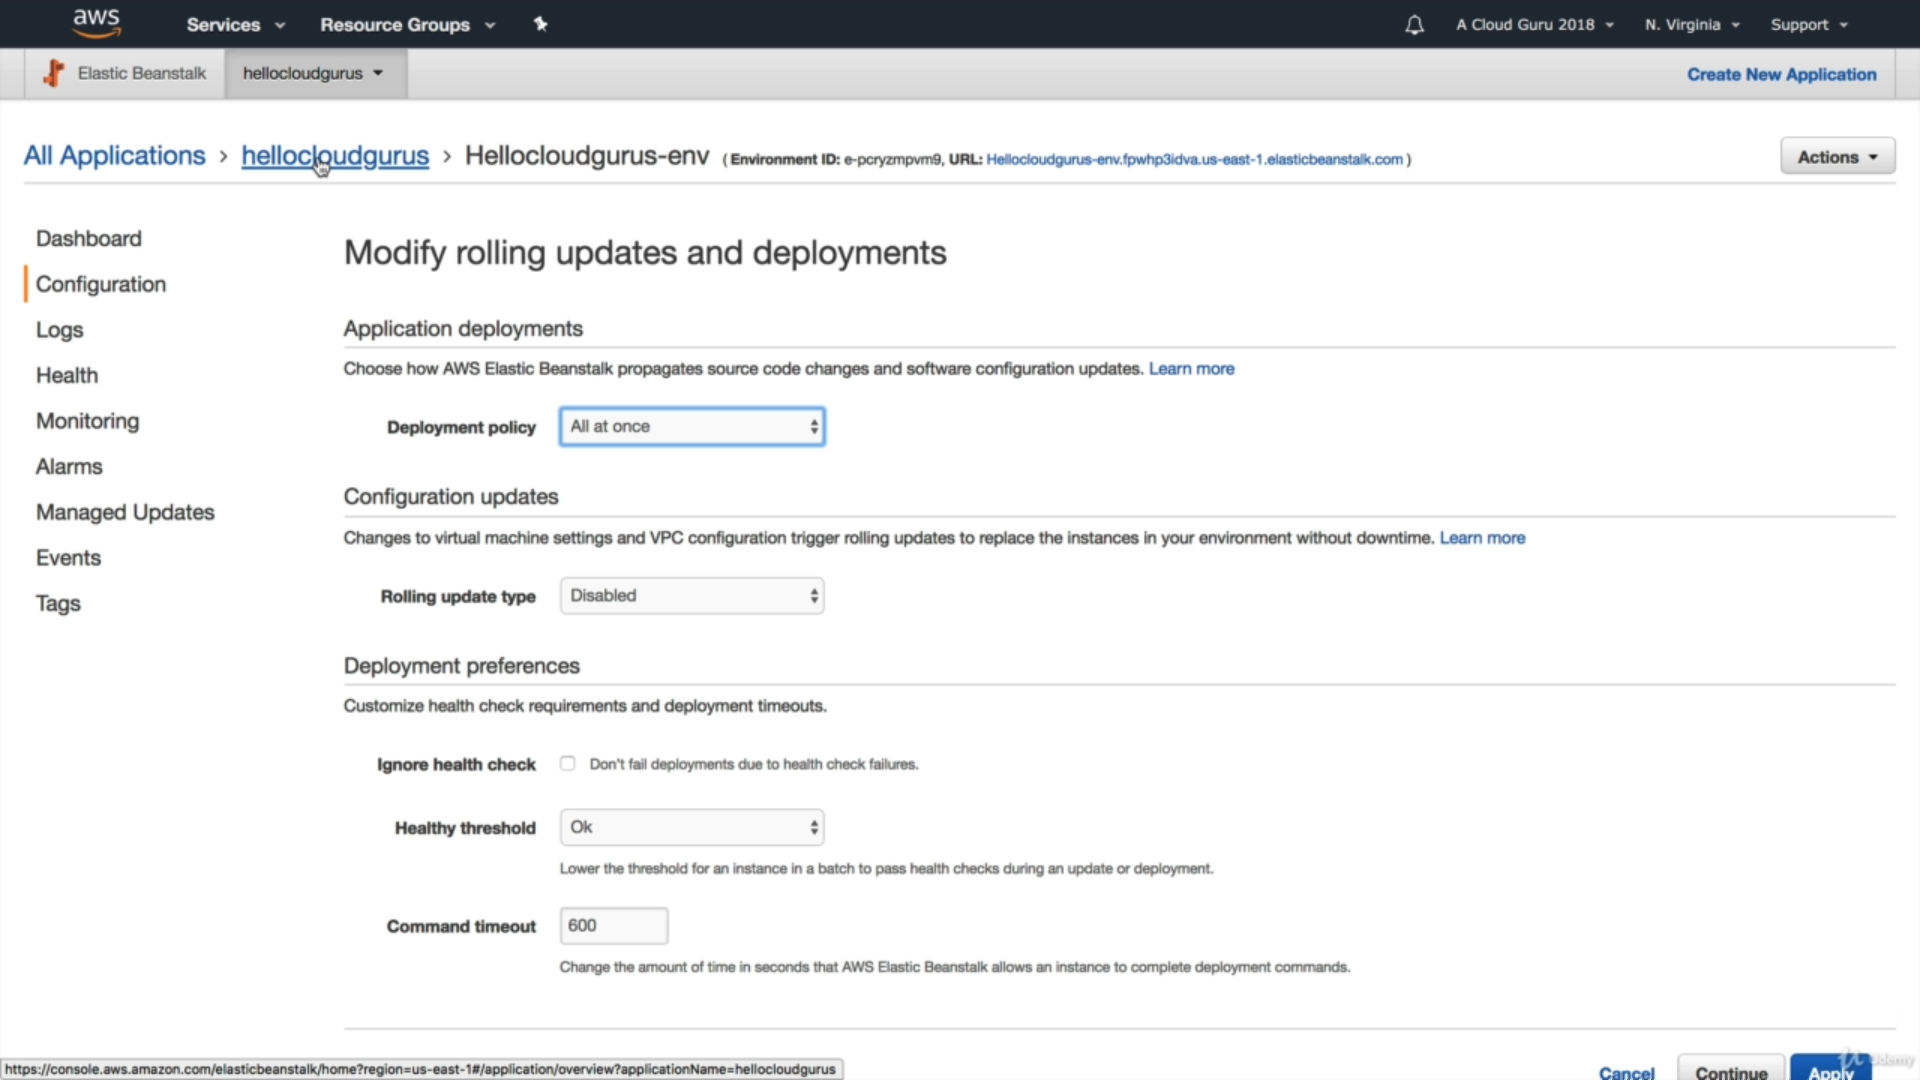 aws Services Resource Groups A Cloud Guru 2018 N. Virginia Support
Elastic Beanstalk hellocloudgurus Create New Application
All Applications > hellocloudgurus > Hellocloudgurus-env ( Environment ID: e-pcryzmpvm9, URL: Hellocloudgurus-env.fpwhp3idva.us-east-1.elasticbeanstalk.com ) Actions
Dashboard
Configuration
Logs
Health
Monitoring
Alarms
Managed Updates
Events
Tags
Modify rolling updates and deployments
Application deployments
Choose how AWS Elastic Beanstalk propagates source code changes and software configuration updates. Learn more
Deployment policy All at once
Configuration updates
Changes to virtual machine settings and VPC configuration trigger rolling updates to replace the instances in your environment without downtime. Learn more
Rolling update type Disabled
Deployment preferences
Customize health check requirements and deployment timeouts.
Ignore health check Don't fail deployments due to health check failures.
Healthy threshold Ok
Lower the threshold for an instance in a batch to pass health checks during an update or deployment.
Command timeout 600
Change the amount of time in seconds that AWS Elastic Beanstalk allows an instance to complete deployment commands.
Cancel Continue Apply
Udemy
https://console.aws.amazon.com/elasticbeanstalk/home?region=us-east-1#/application/overview?applicationName=hellocloudgurus